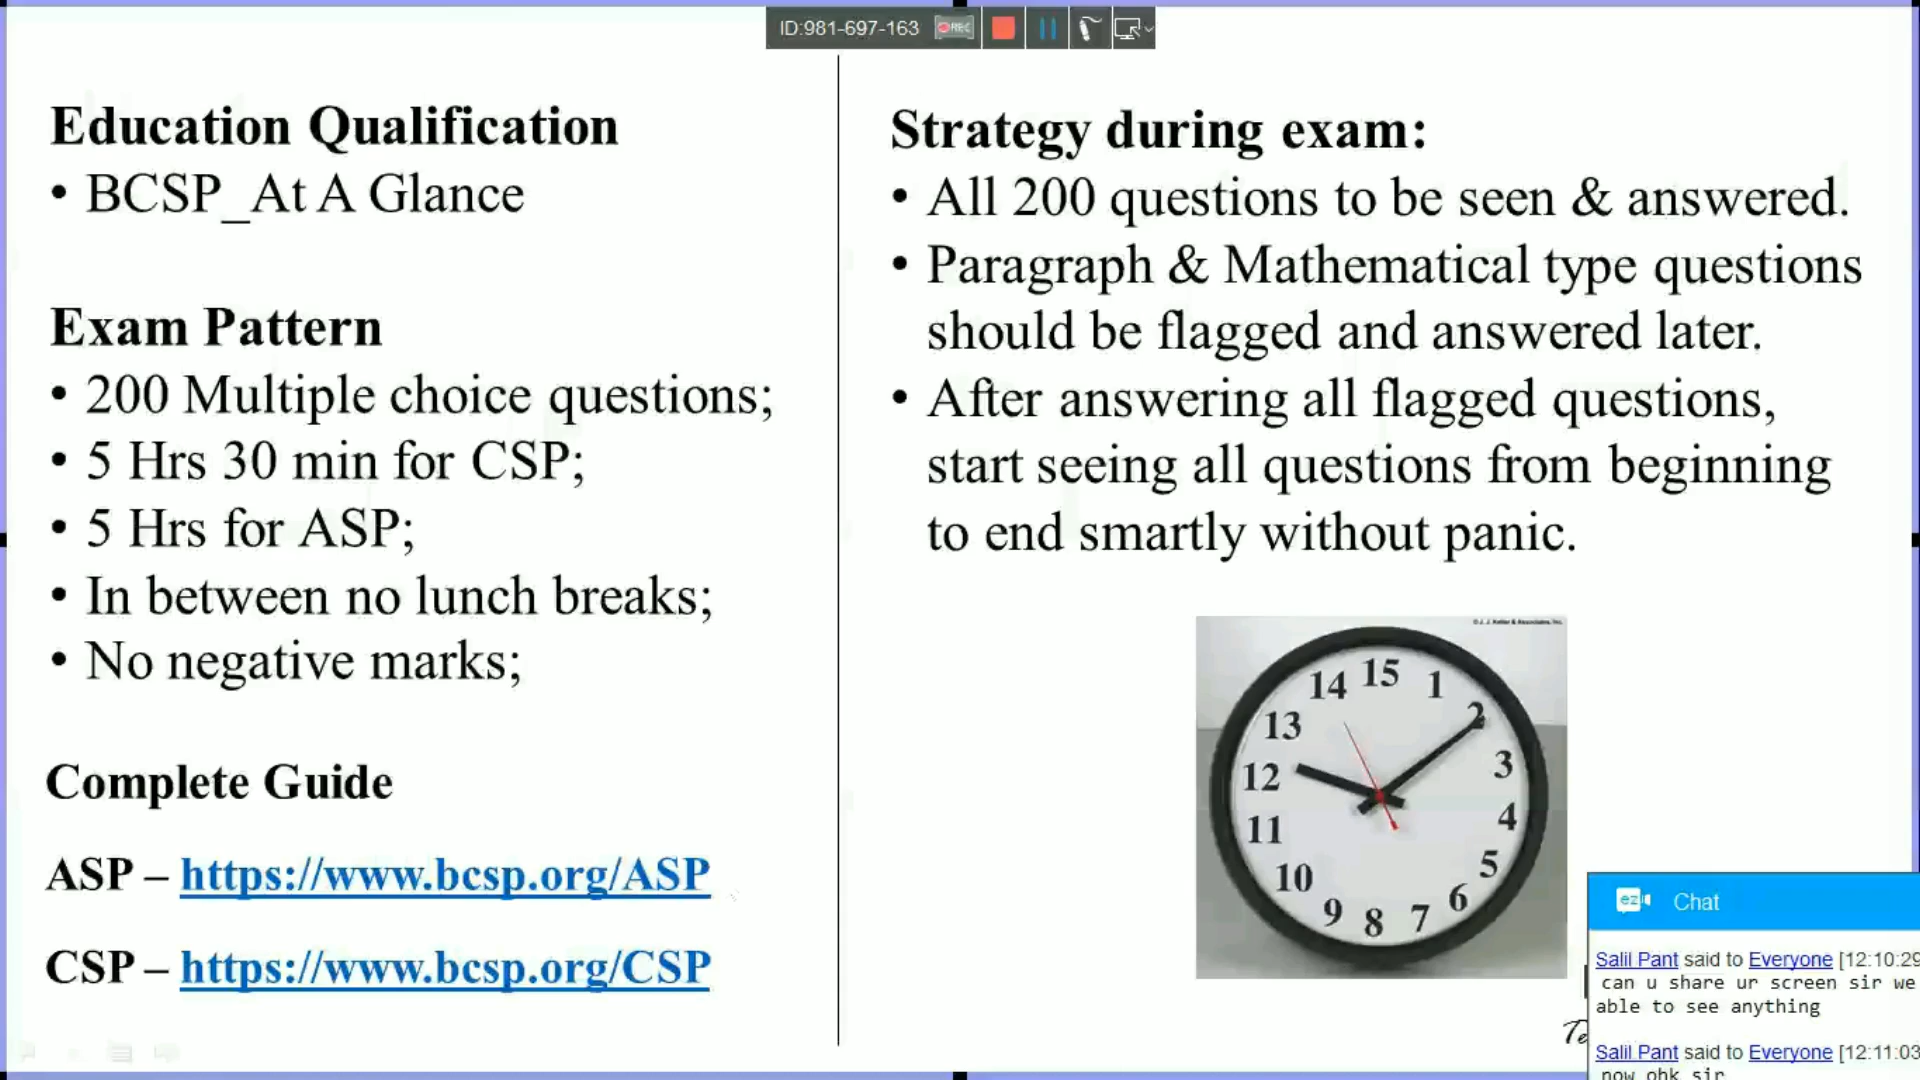 ID:981-697-163
REC
Education Qualification
• BCSP_At A Glance
Exam Pattern
• 200 Multiple choice questions;
• 5 Hrs 30 min for CSP;
• 5 Hrs for ASP;
• In between no lunch breaks;
• No negative marks;
Complete Guide
ASP – https://www.bcsp.org/ASP
CSP – https://www.bcsp.org/CSP
Strategy during exam:
• All 200 questions to be seen & answered.
• Paragraph & Mathematical type questions
should be flagged and answered later.
• After answering all flagged questions,
start seeing all questions from beginning
to end smartly without panic.
© J. J. Keller & Associates, Inc.
15
1
2
3
4
5
6
7
8
9
10
11
12
13
14
ez
Chat
Salil Pant said to Everyone [12:10:29
can u share ur screen sir we
able to see anything
Salil Pant said to Everyone [12:11:03
now ohk sir